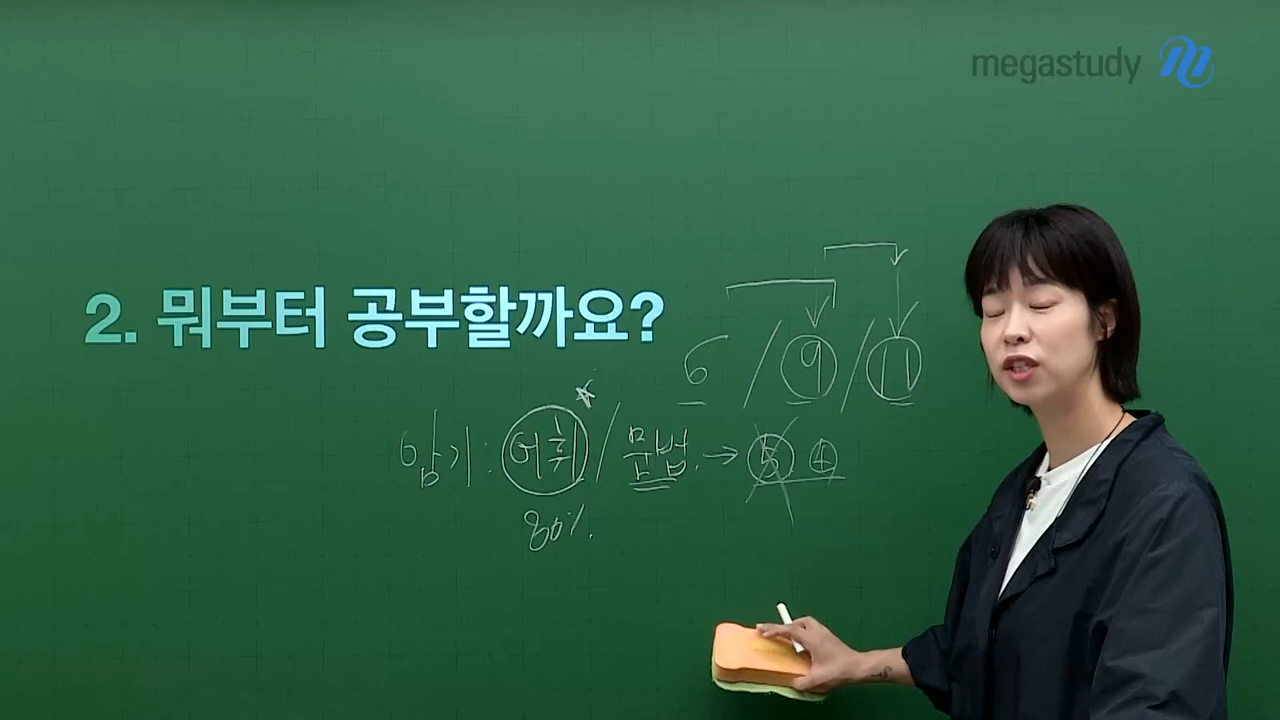 megastudy
2. 뭐부터 공부할까요?
6 / 9 / 11
암기: 어휘 / 문법. → 5 4
80%.